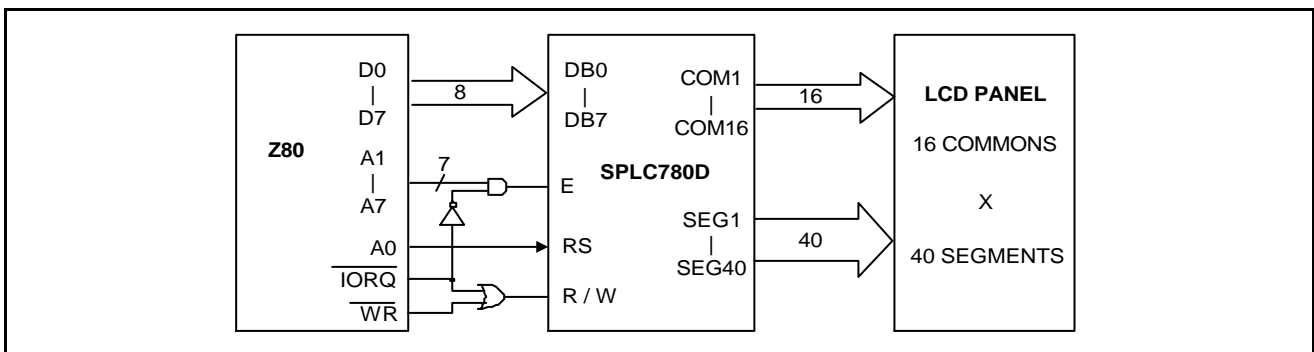 Z80
D0
|
D7
A1
|
A7
A0
IORQ
WR
8
7
SPLC780D
DB0
|
DB7
E
RS
R / W
COM1
|
COM16
SEG1
|
SEG40
16
40
LCD PANEL
16 COMMONS
X
40 SEGMENTS